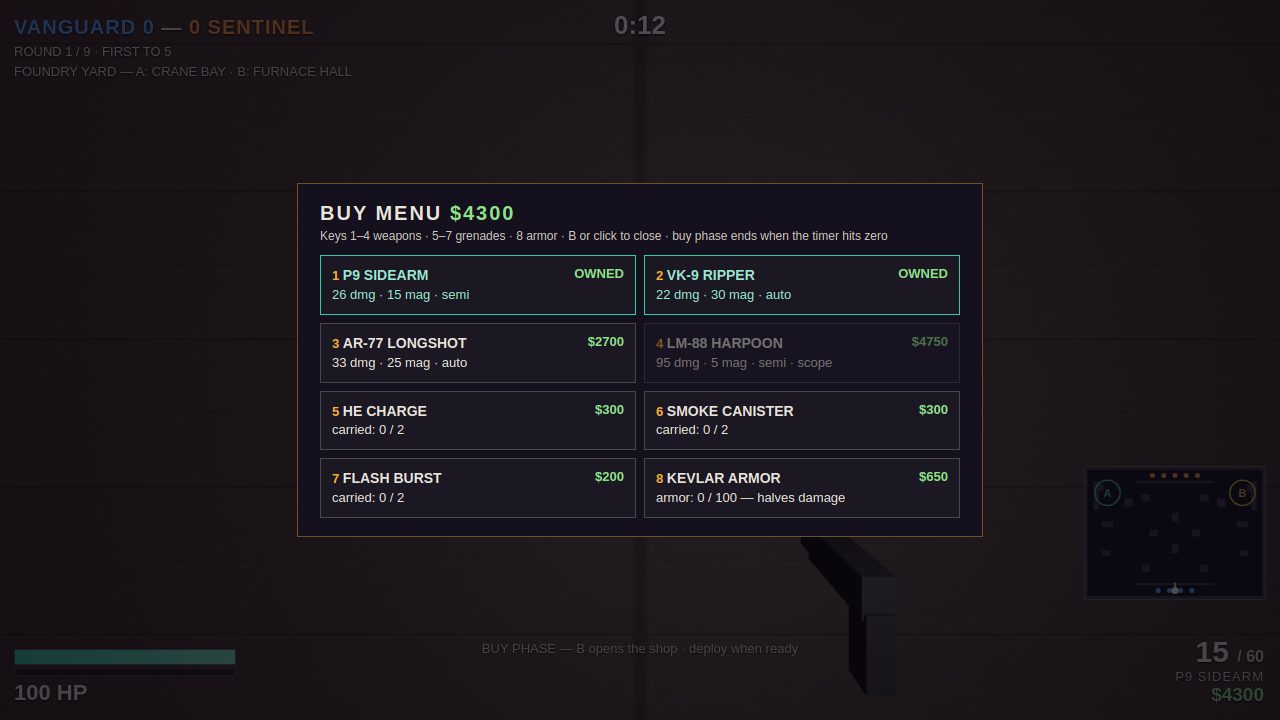 VANGUARD 0 — 0 SENTINEL
0:12
ROUND 1 / 9 · FIRST TO 5
FOUNDRY YARD — A: CRANE BAY · B: FURNACE HALL
BUY MENU $4300
Keys 1–4 weapons · 5–7 grenades · 8 armor · B or click to close · buy phase ends when the timer hits zero
1 P9 SIDEARM OWNED
26 dmg · 15 mag · semi
2 VK-9 RIPPER OWNED
22 dmg · 30 mag · auto
3 AR-77 LONGSHOT $2700
33 dmg · 25 mag · auto
4 LM-88 HARPOON $4750
95 dmg · 5 mag · semi · scope
5 HE CHARGE $300
carried: 0 / 2
6 SMOKE CANISTER $300
carried: 0 / 2
7 FLASH BURST $200
carried: 0 / 2
8 KEVLAR ARMOR $650
armor: 0 / 100 — halves damage
A
B
BUY PHASE — B opens the shop · deploy when ready
100 HP
15 / 60
P9 SIDEARM
$4300